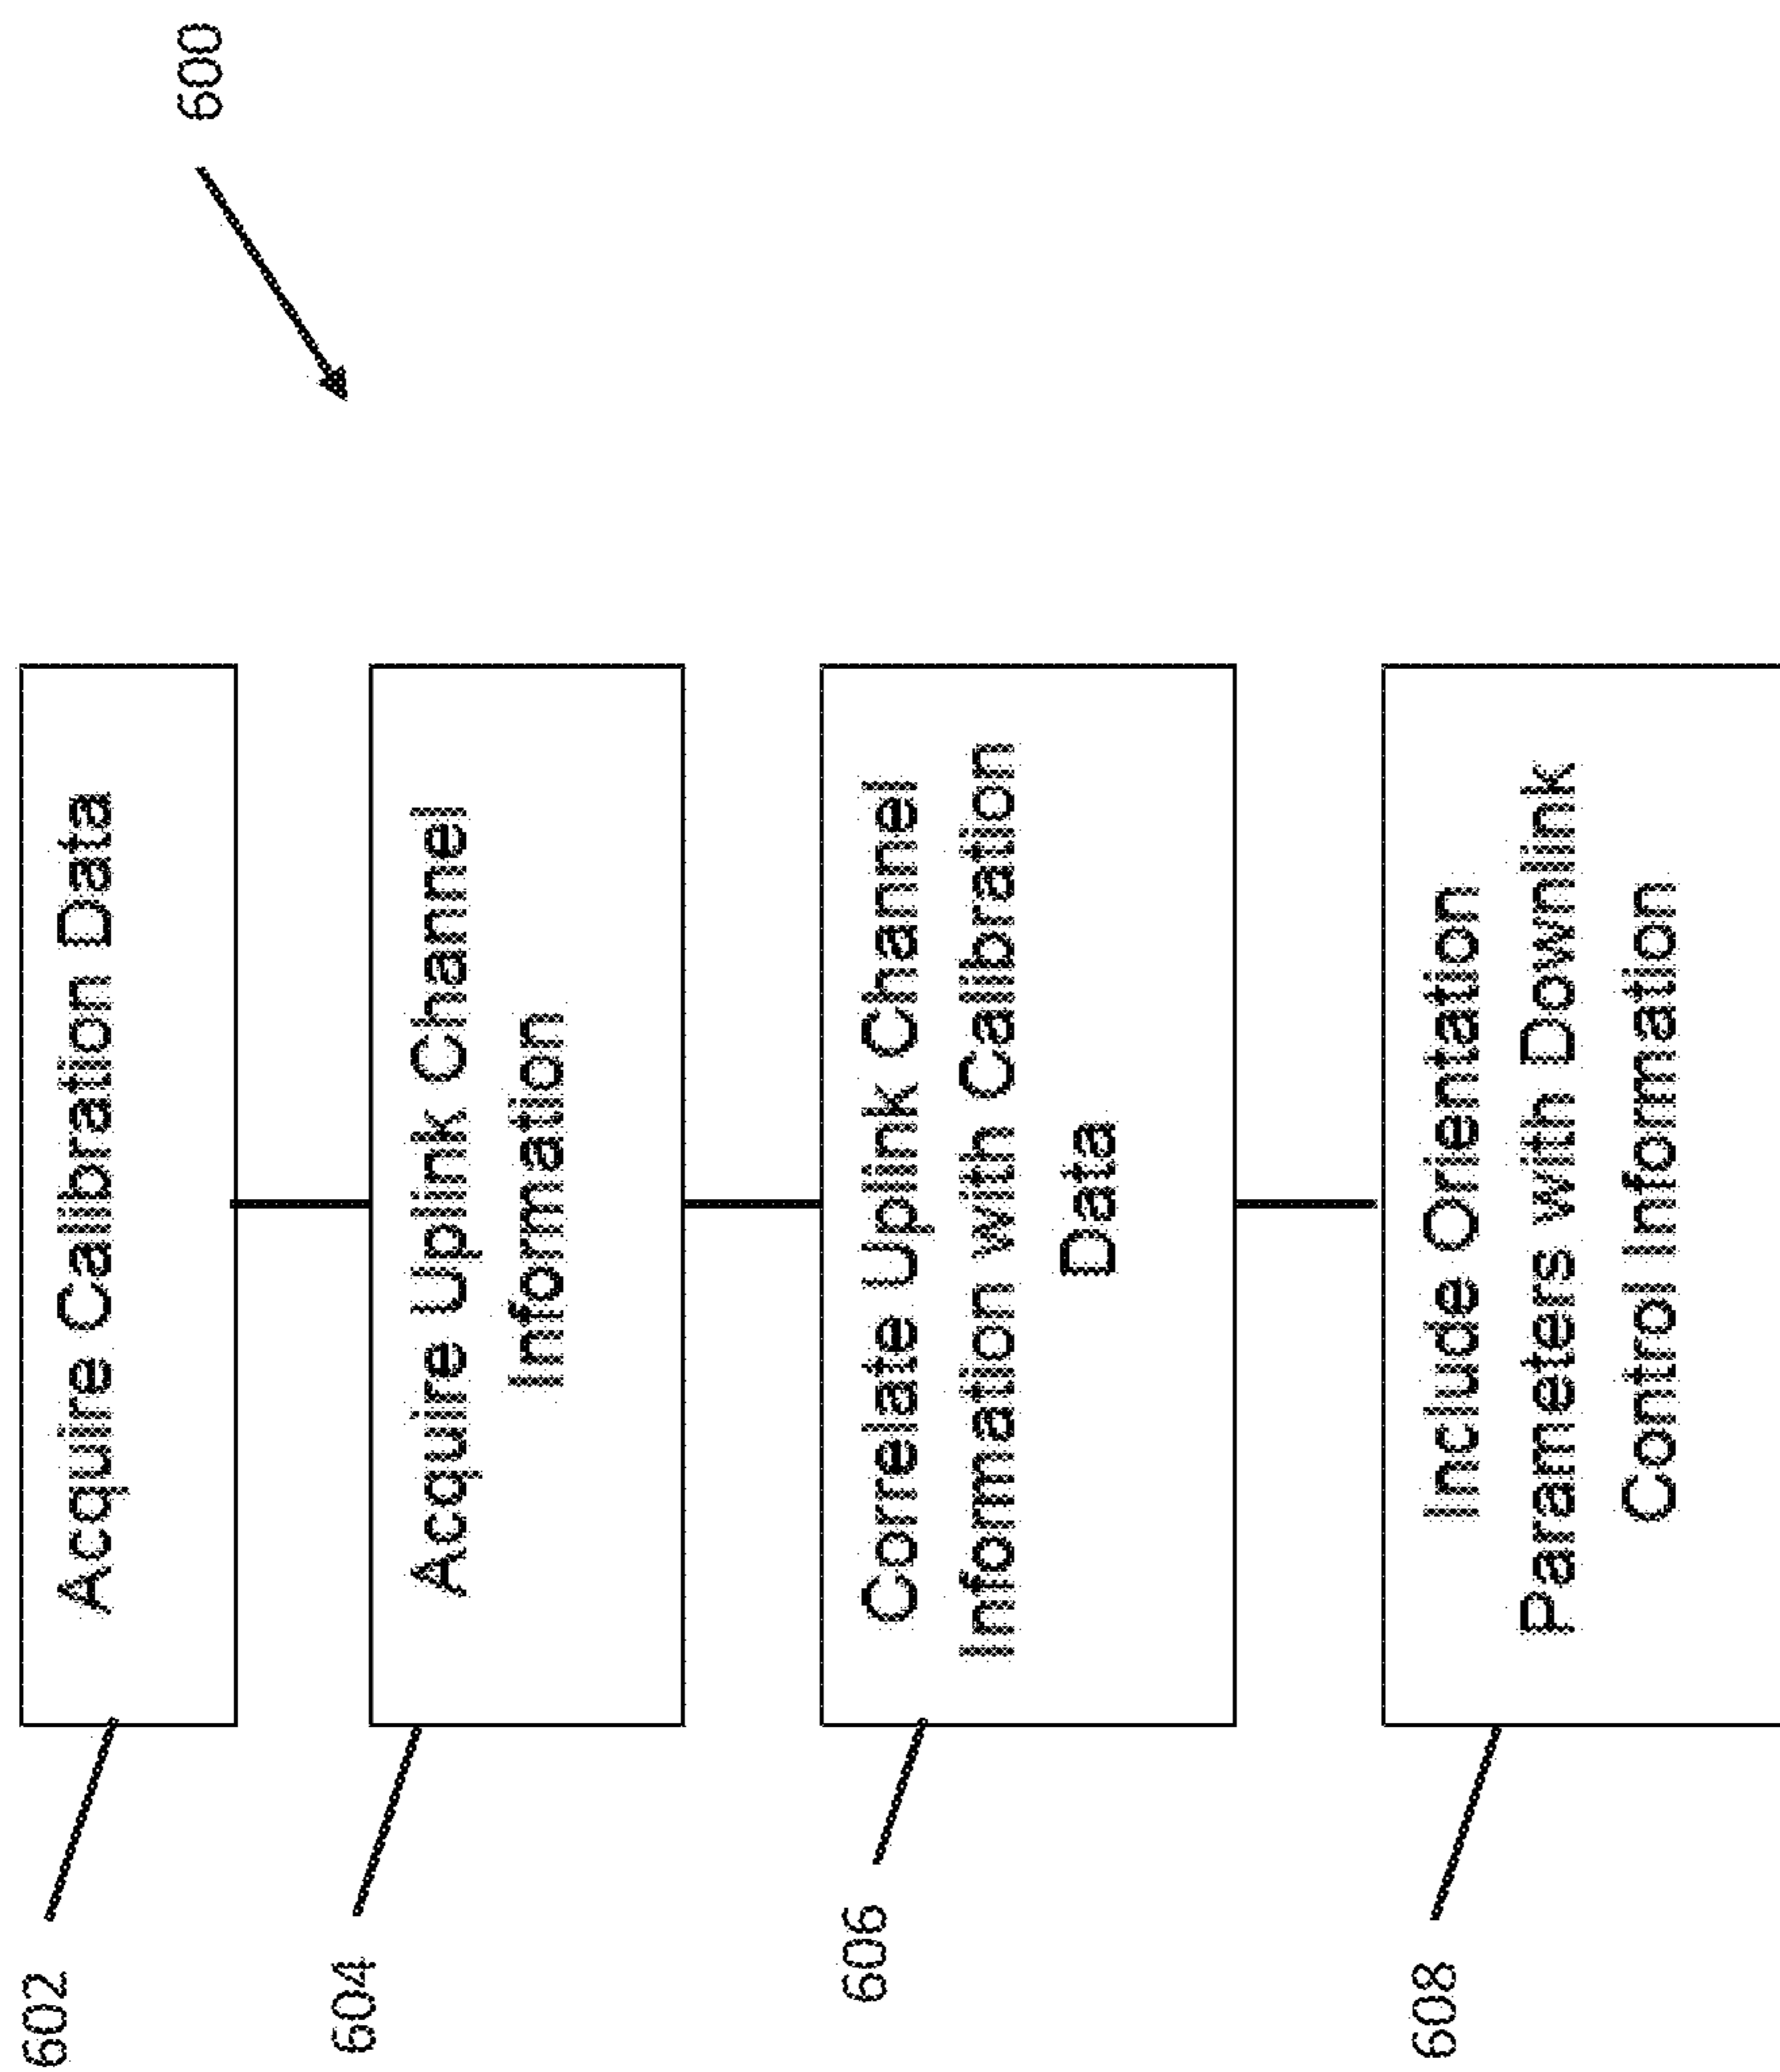 600
602
Acquire Calibration Data
604
Acquire Uplink Channel
Information
606
Correlate Uplink Channel
Information with Calibration
Data
608
Include Orientation
Parameters with Downlink
Control Information